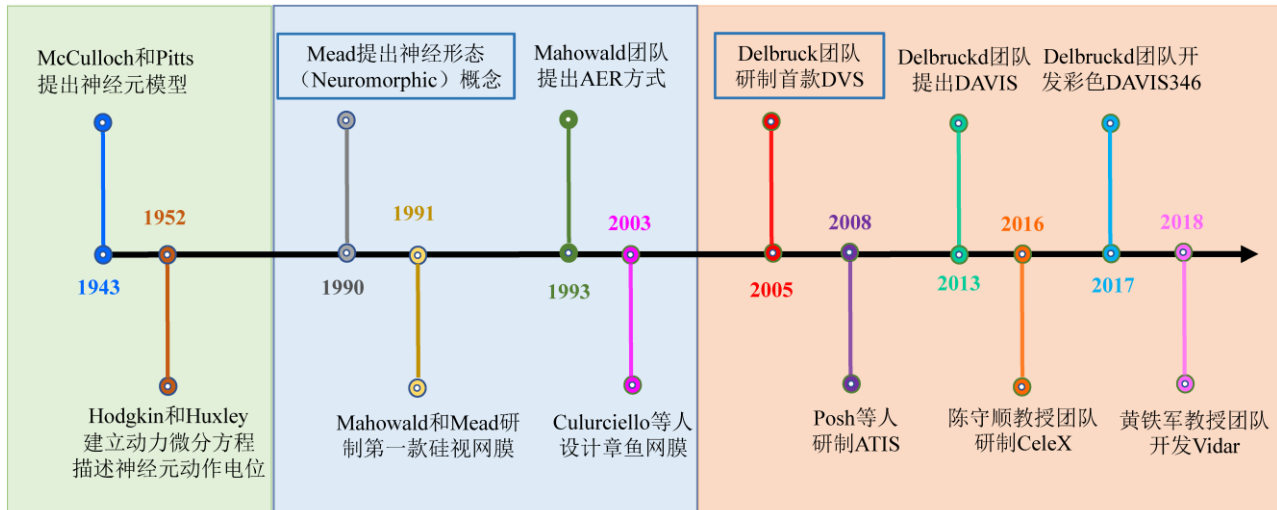 McCulloch和Pitts
提出神经元模型
Mead提出神经形态
（Neuromorphic）概念
Mahowald团队
提出AER方式
Delbruck团队
研制首款DVS
Delbruckd团队
提出DAVIS
Delbruckd团队开
发彩色DAVIS346
1952
1991
2003
2008
2016
2018
1943
1990
1993
2005
2013
2017
Hodgkin和Huxley
建立动力微分方程
描述神经元动作电位
Mahowald和Mead研
制第一款硅视网膜
Culurciello等人
设计章鱼网膜
Posh等人
研制ATIS
陈守顺教授团队
研制CeleX
黄铁军教授团队
开发Vidar